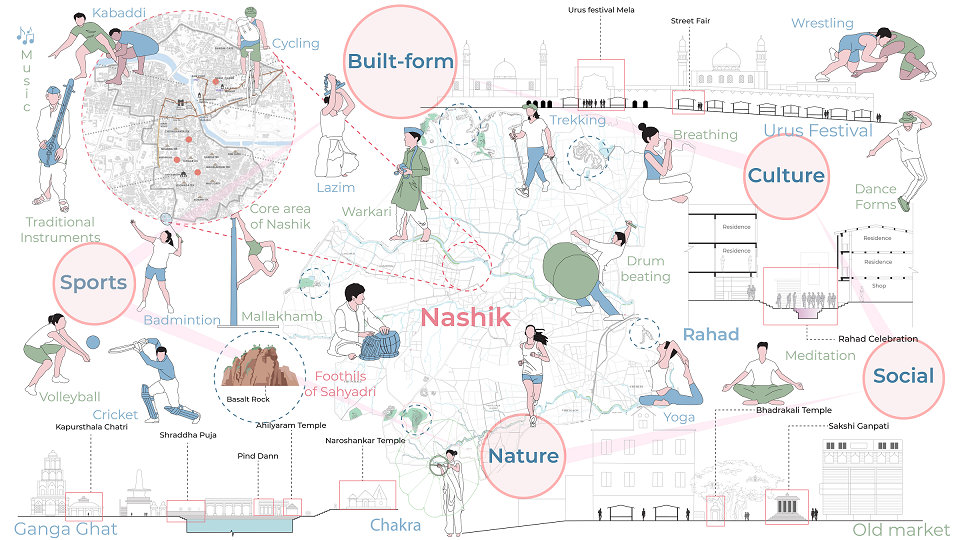 Urus festival Mela
Kabaddi
Street Fair
Wrestling
Cycling
Music
Built-form
Trekking
Urus Festival
Breathing
Culture
Lazim
Dance
Forms
Traditional
Instruments
Core area
of Nashik
Warkari
Residence
Residence
Residence
Residence
Shop
Drum
beating
Sports
Badmintion
Mallakhamb
Nashik
Rahad
Rahad Celebration
Meditation
Social
Foothils
of Sahyadri
Basalt Rock
Volleyball
Cricket
Yoga
Bhadrakali Temple
Sakshi Ganpati
Kapursthala Chatri
Shraddha Puja
Ahilyaram Temple
Naroshankar Temple
Pind Dann
Nature
Ganga Ghat
Chakra
Old market